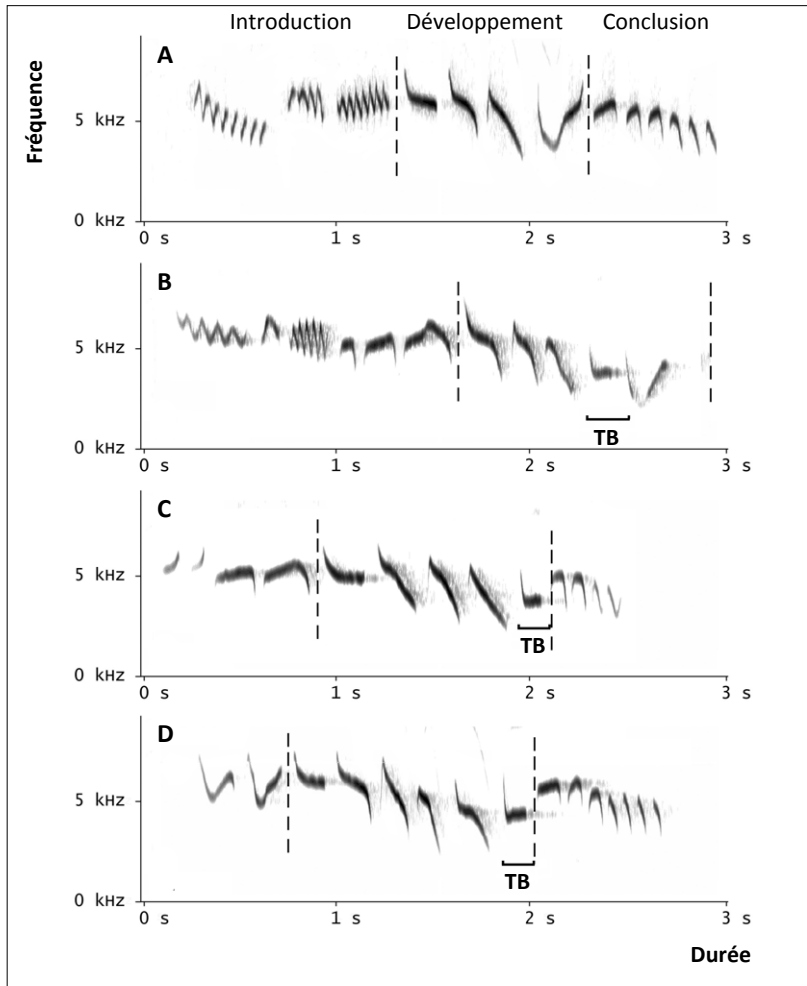 Introduction Développement Conclusion
Fréquence
A
5 kHz
0 kHz
0 s 1 s 2 s 3 s
B
5 kHz
TB
0 kHz
0 s 1 s 2 s 3 s
C
5 kHz
TB
0 kHz
0 s 1 s 2 s 3 s
D
5 kHz
TB
0 kHz
0 s 1 s 2 s 3 s
Durée